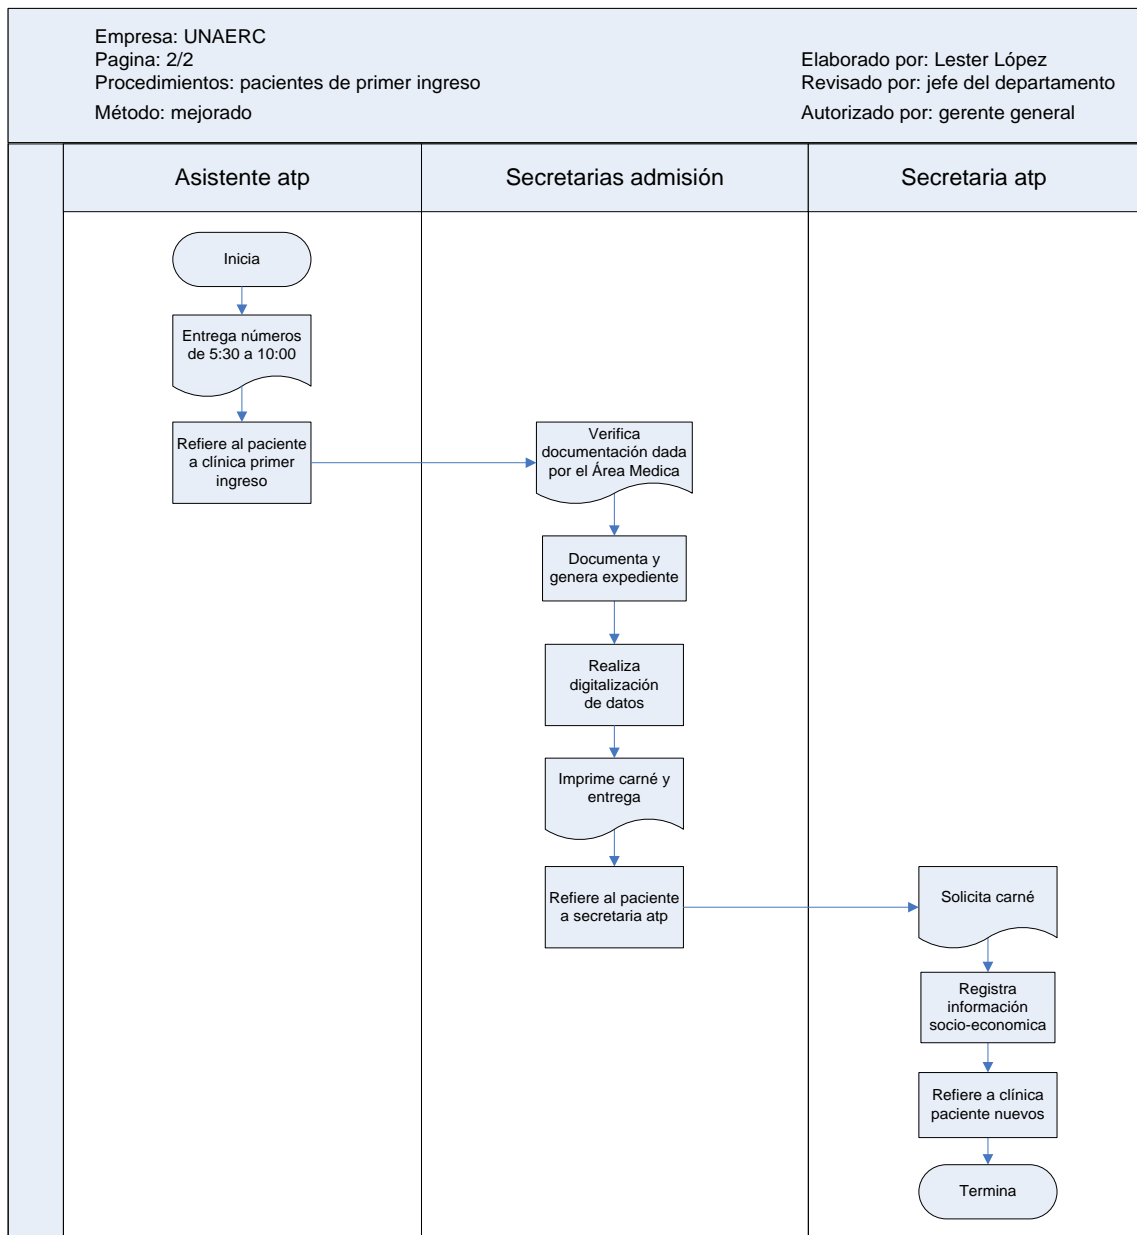 Empresa: UNAERC
Pagina: 2/2
Procedimientos: pacientes de primer ingreso
Método: mejorado
Elaborado por: Lester López
Revisado por: jefe del departamento
Autorizado por: gerente general
Asistente atp
Secretarias admisión
Secretaria atp
Inicia
Entrega números
de 5:30 a 10:00
Refiere al paciente
a clínica primer
ingreso
Verifica
documentación dada
por el Área Medica
Documenta y
genera expediente
Realiza
digitalización
de datos
Imprime carné y
entrega
Refiere al paciente
a secretaria atp
Solicita carné
Registra
información
socio-economica
Refiere a clínica
paciente nuevos
Termina